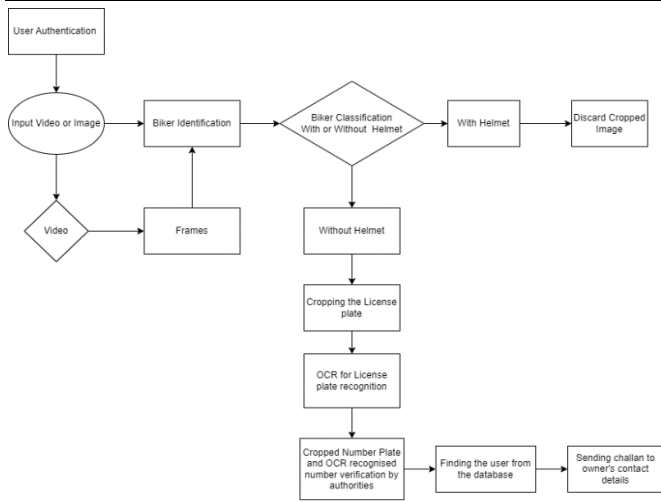 User Authentication
Input Video or Image
Biker Identification
Biker Classification
With or Without Helmet
With Helmet
Discard Cropped
Image
Video
Frames
Without Helmet
Cropping the License
plate
OCR for License
plate recognition
Cropped Number Plate
and OCR recognised
number verification by
authorities
Finding the user from
the database
Sending challan to
owner's contact
details